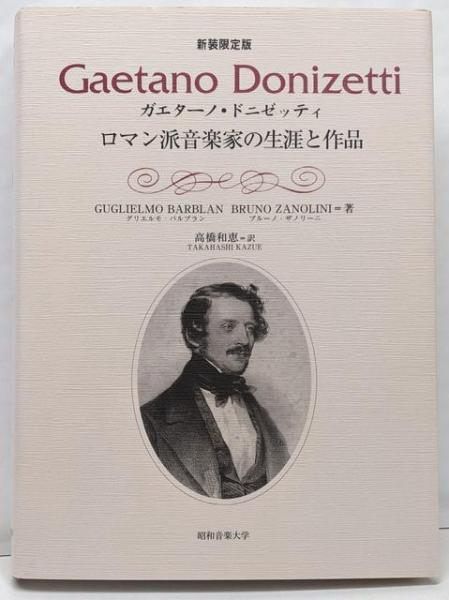 新装限定版
Gaetano Donizetti
ガエターノ・ドニゼッティ
ロマン派音楽家の生涯と作品
GUGLIELMO BARBLAN BRUNO ZANOLINI＝著
グリエルモ・バルブラン ブルーノ・ザノリーニ
高橋和恵＝訳
TAKAHASHI KAZUE
昭和音楽大学